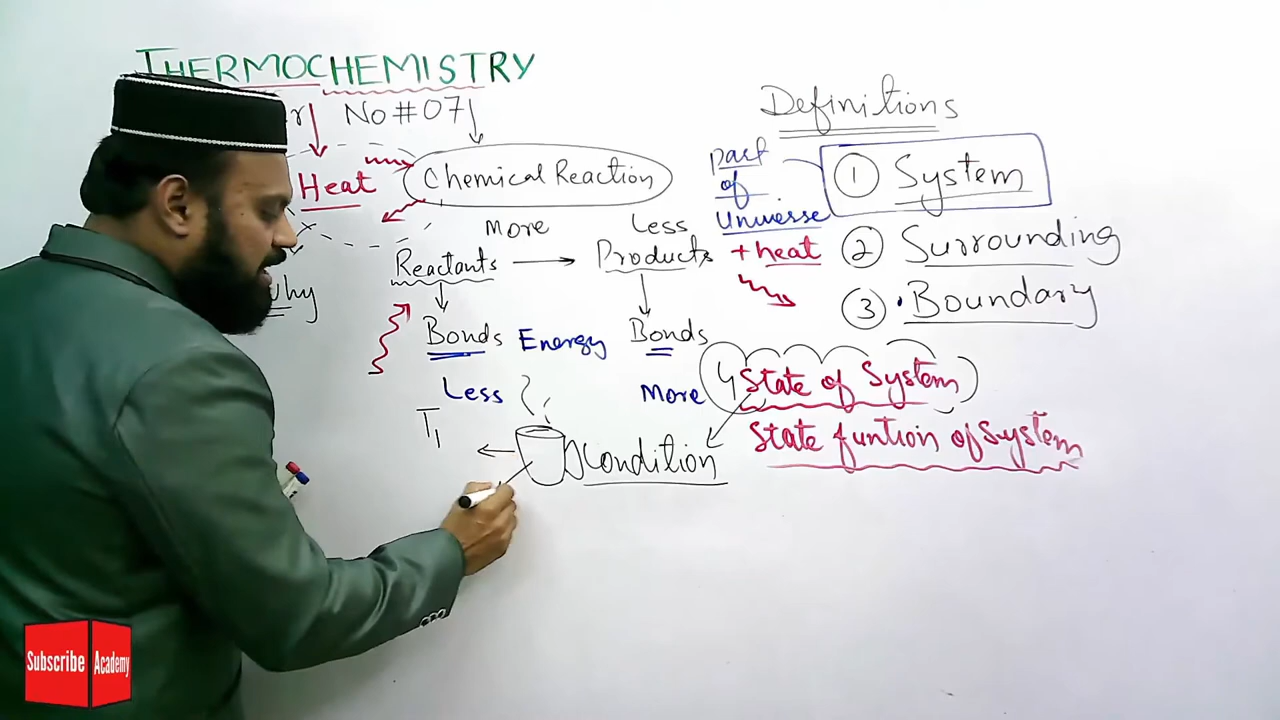 THERMOCHEMISTRY
No # 07
Heat
Chemical Reaction
More
Less
Reactants
Products
+ heat
Bonds
Energy
Bonds
Less
More
T1
Condition
Definitions
part
of
Universe
1 System
2 Surrounding
3 Boundary
4 State of System
State funtion of System
Subscribe Academy